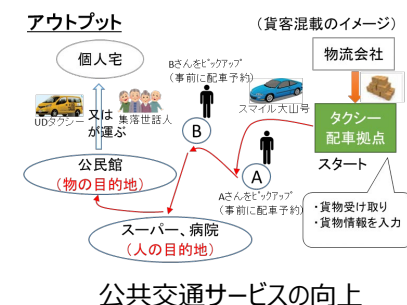 アウトプット
（貨客混載のイメージ）
個人宅
Bさんをﾋﾟｯｸｱｯﾌﾟ
（事前に配車予約）
物流会社
スマイル大山号
UDタクシー
又は
集落世話人
が運ぶ
B
タクシー
配車拠点
スタート
公民館
（物の目的地）
A
Aさんをﾋﾟｯｸｱｯﾌﾟ
（事前に配車予約）
・貨物受け取り
・貨物情報を入力
スーパー、病院
（人の目的地）
公共交通サービスの向上